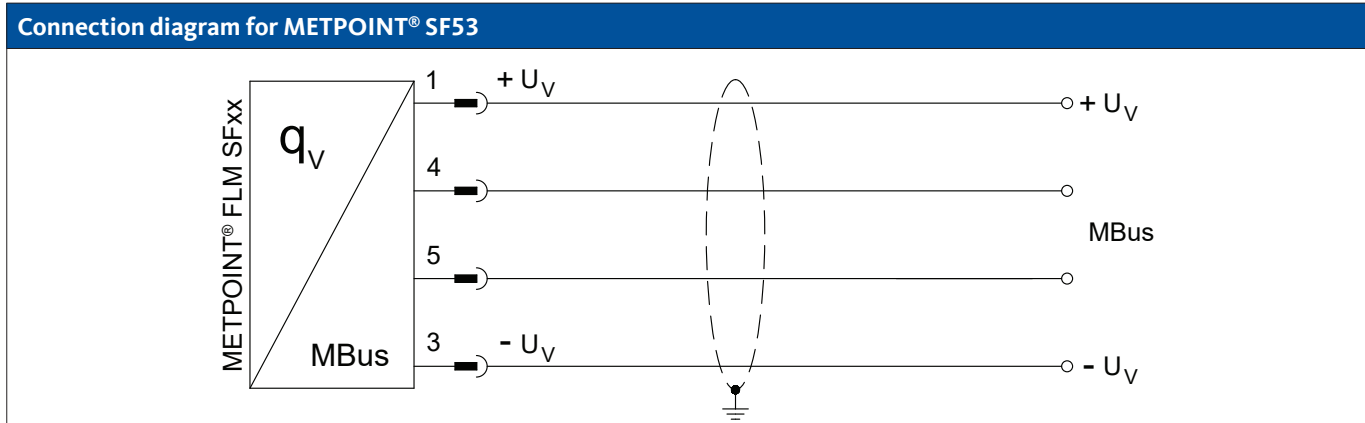 Connection diagram for METPOINT® SF53
METPOINT® FLM SFxx
qV
MBus
1
+ UV
+ UV
4
MBus
5
3
- UV
- UV